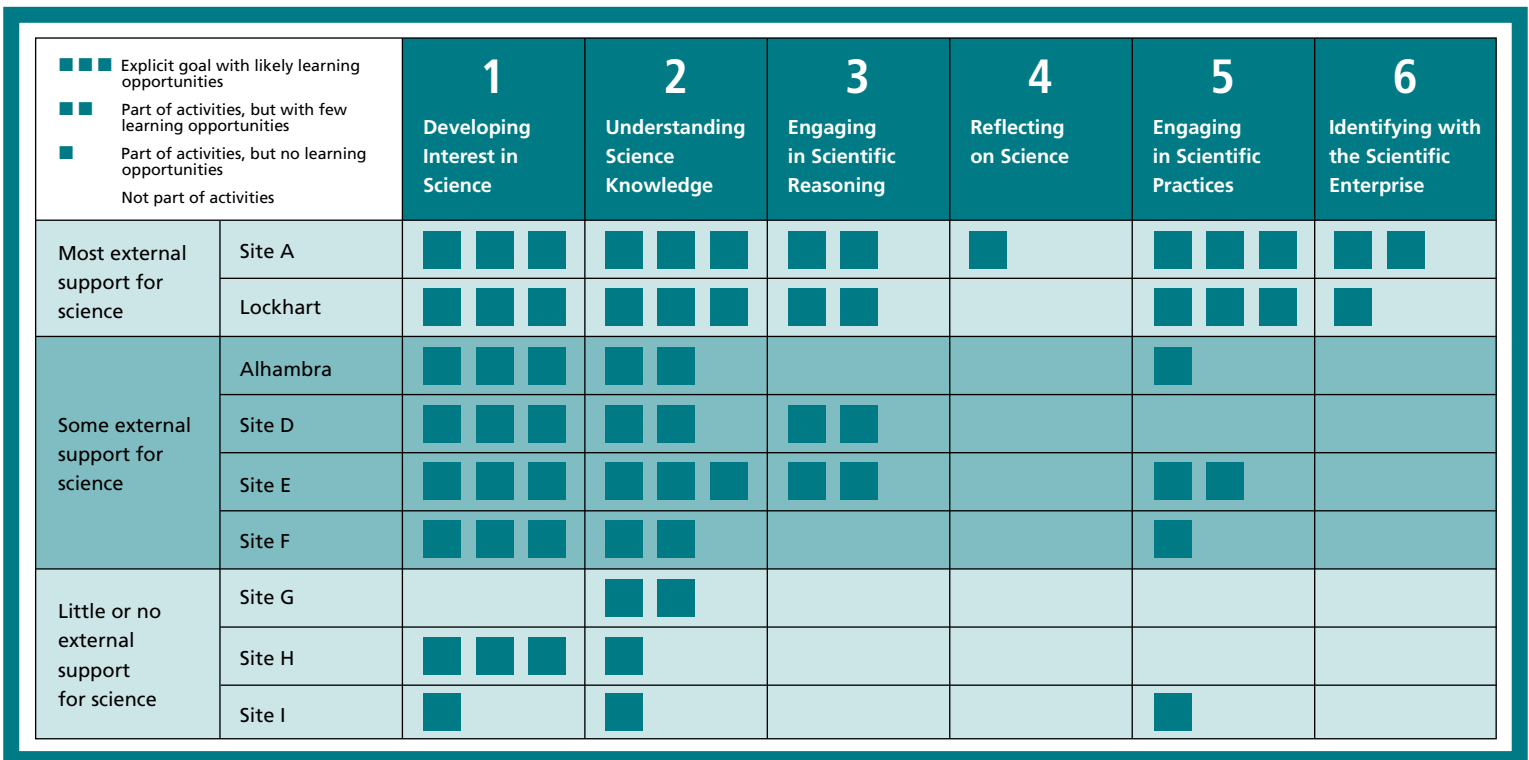 Explicit goal with likely learning
opportunities
Part of activities, but with few
learning opportunities
Part of activities, but no learning
opportunities
Not part of activities
1
Developing
Interest in
Science
2
Understanding
Science
Knowledge
3
Engaging
in Scientific
Reasoning
4
Reflecting
on Science
5
Engaging
in Scientific
Practices
6
Identifying with
the Scientific
Enterprise
Most external
support for
science
Site A
Lockhart
Some external
support for
science
Alhambra
Site D
Site E
Site F
Little or no
external
support
for science
Site G
Site H
Site I